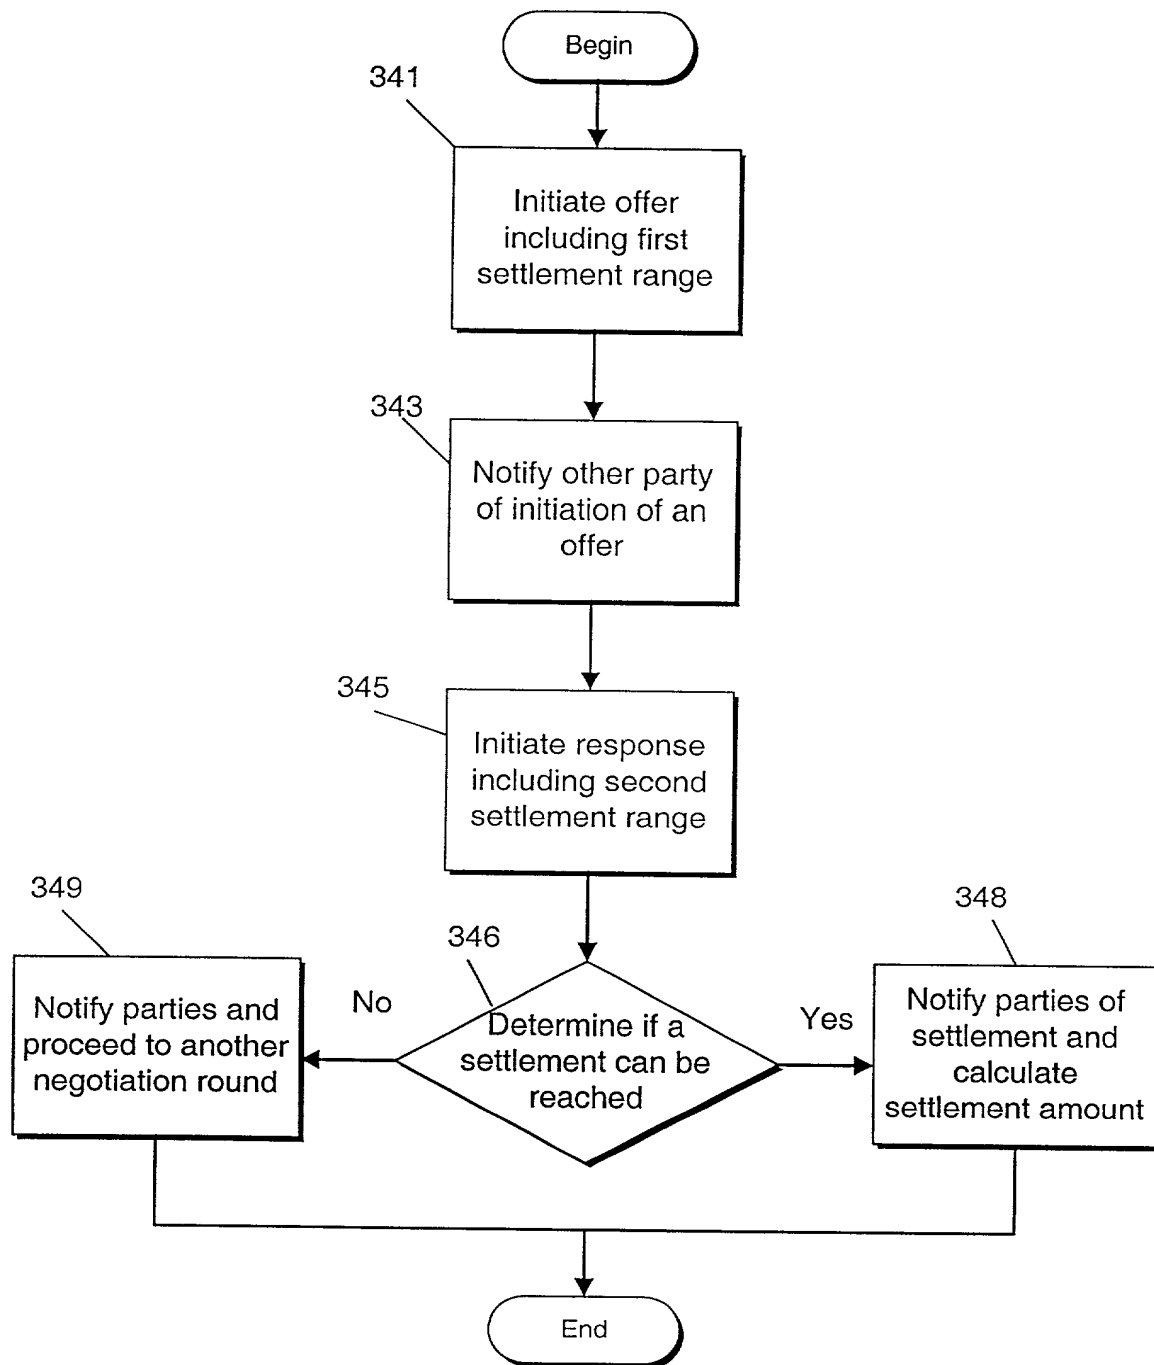 Begin
341
Initiate offer
including first
settlement range
343
Notify other party
of initiation of an
offer
345
Initiate response
including second
settlement range
349
Notify parties and
proceed to another
negotiation round
No
346
Determine if a
settlement can be
reached
Yes
348
Notify parties of
settlement and
calculate
settlement amount
End